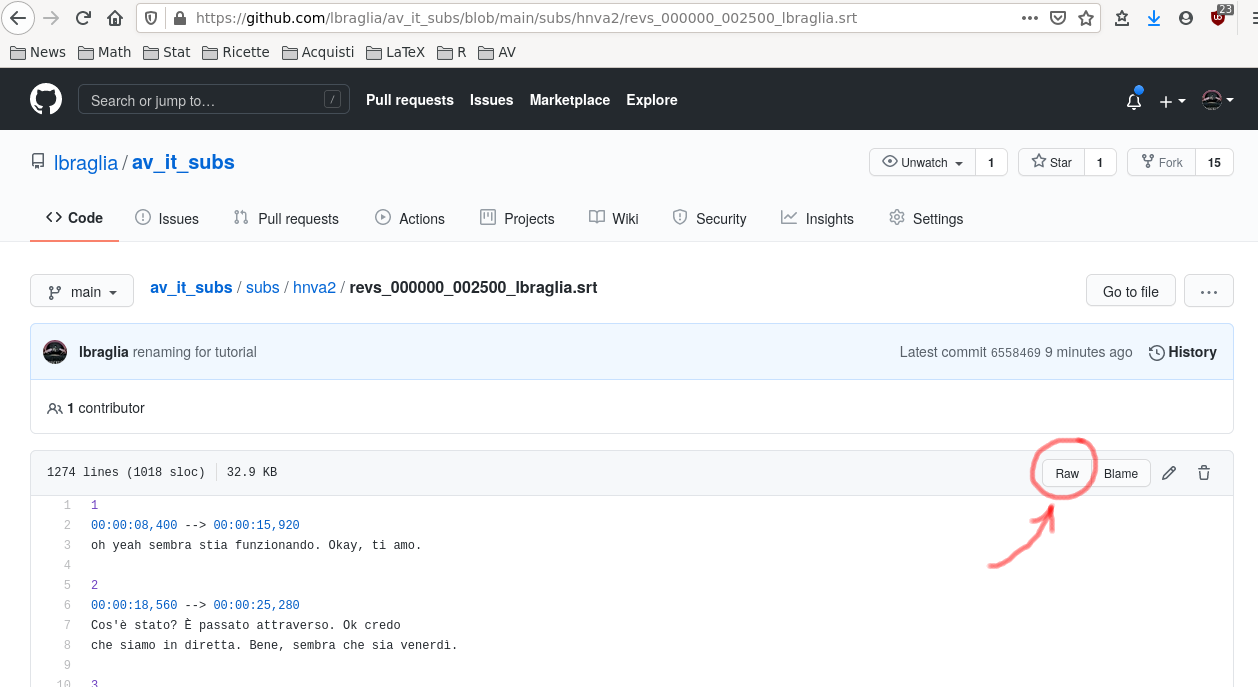 https://github.com/lbraglia/av_it_subs/blob/main/subs/hnva2/revs_000000_002500_lbraglia.srt
23
News Math Stat Ricette Acquisti LaTeX R AV
Search or jump to… / Pull requests Issues Marketplace Explore
lbraglia / av_it_subs Unwatch 1 Star 1 Fork 15
Code Issues Pull requests Actions Projects Wiki Security Insights Settings
main av_it_subs / subs / hnva2 / revs_000000_002500_lbraglia.srt Go to file ...
lbraglia renaming for tutorial Latest commit 6558469 9 minutes ago History
1 contributor
1274 lines (1018 sloc) 32.9 KB Raw Blame
1 1
2 00:00:08,400 --> 00:00:15,920
3 oh yeah sembra stia funzionando. Okay, ti amo.
4
5 2
6 00:00:18,560 --> 00:00:25,280
7 Cos'è stato? È passato attraverso. Ok credo
8 che siamo in diretta. Bene, sembra che sia venerdì.
9
10 3